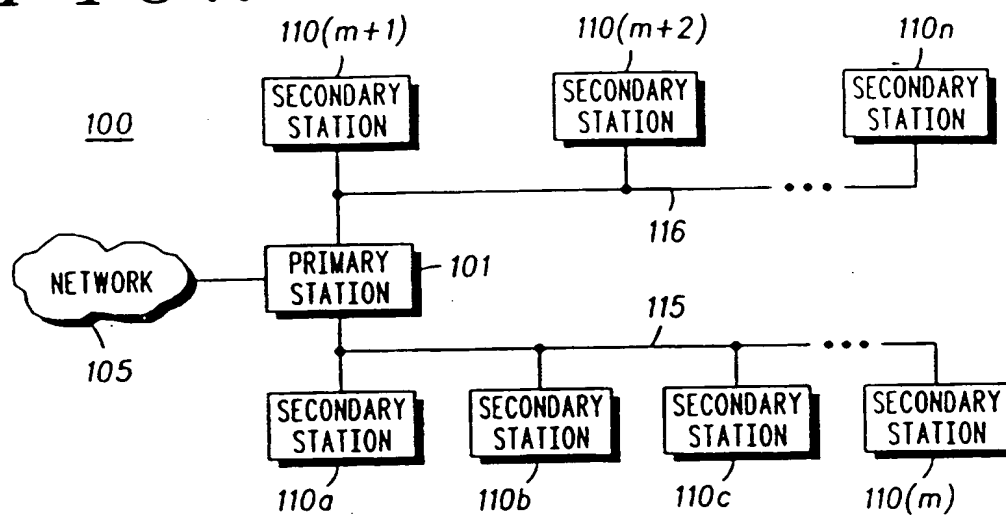 110(m+1)
110(m+2)
110n
100
SECONDARY
STATION
SECONDARY
STATION
SECONDARY
STATION
116
NETWORK
PRIMARY
STATION
101
105
115
SECONDARY
STATION
SECONDARY
STATION
SECONDARY
STATION
SECONDARY
STATION
110a
110b
110c
110(m)